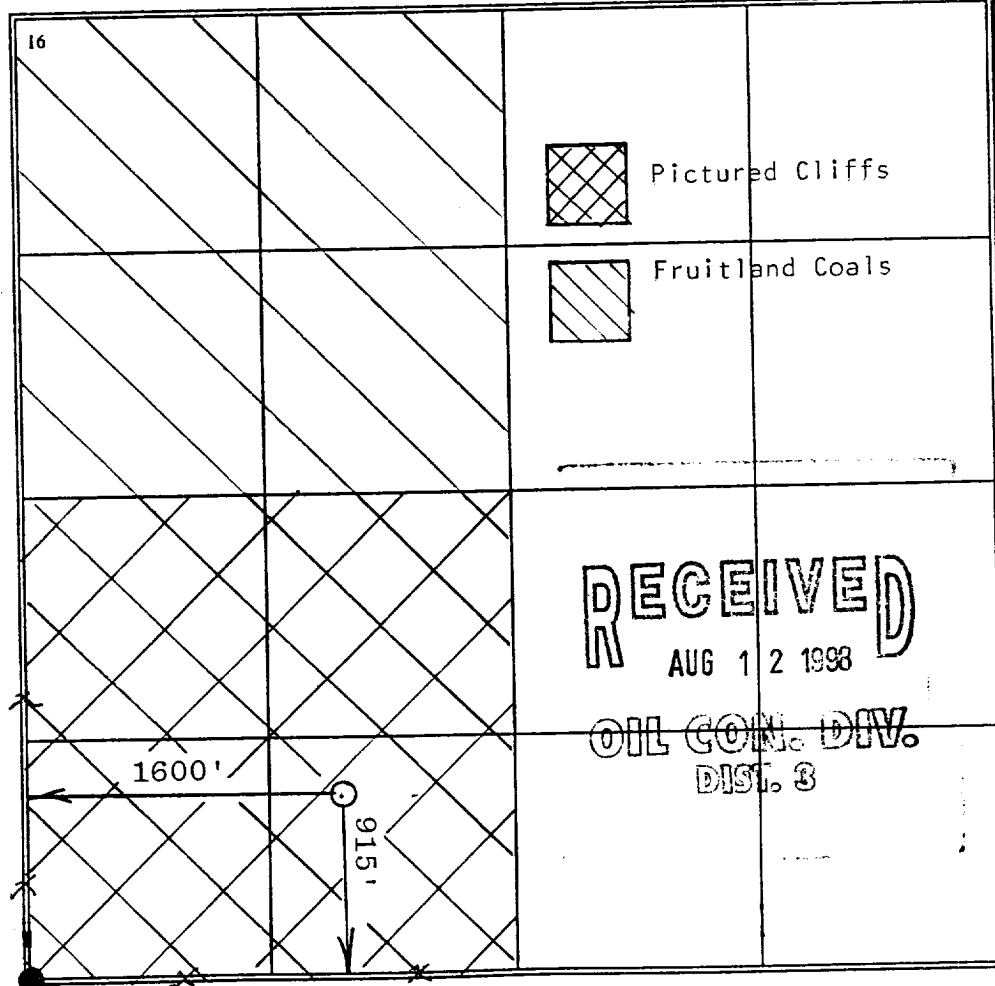 16
Pictured Cliffs
Fruitland Coals
RECEIVED
AUG 12 1998
OIL CON. DIV.
DIST. 3
1600'
915'